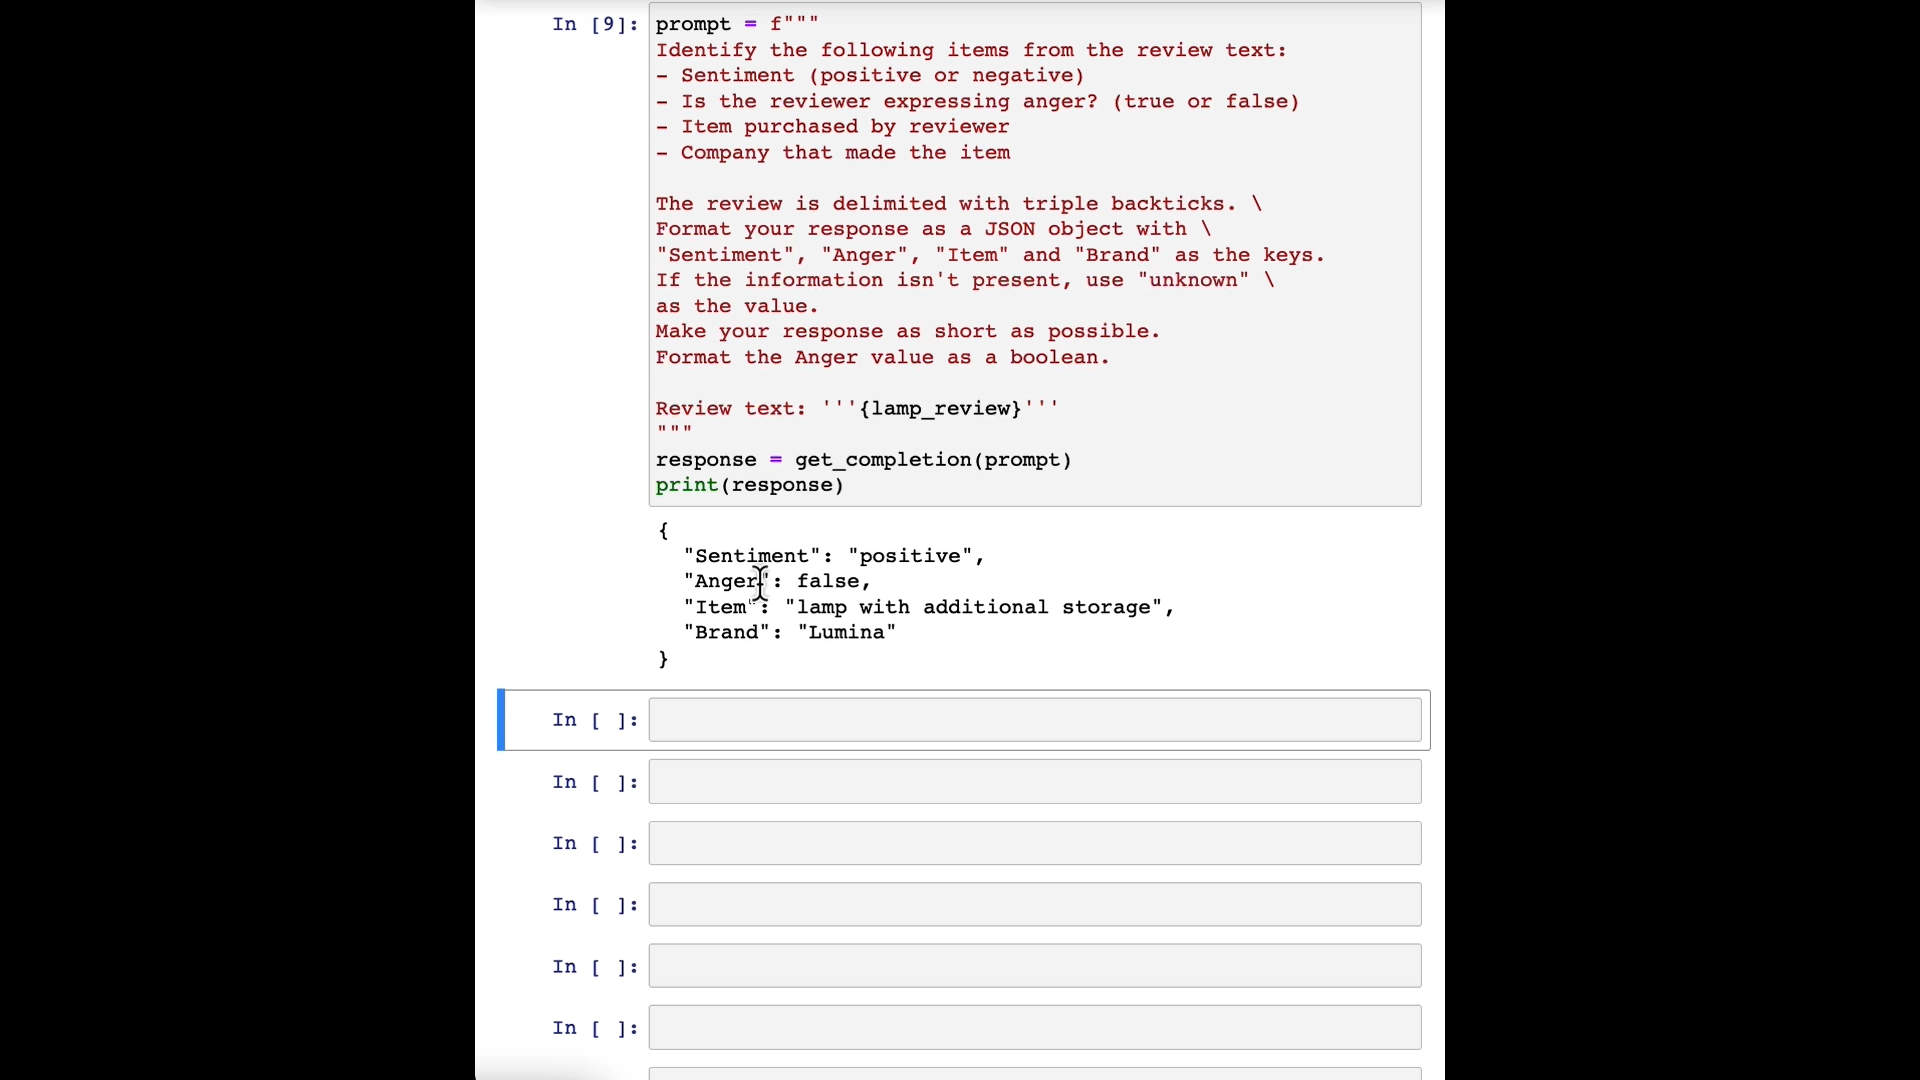 In [9]: prompt = f"""
Identify the following items from the review text:
- Sentiment (positive or negative)
- Is the reviewer expressing anger? (true or false)
- Item purchased by reviewer
- Company that made the item
The review is delimited with triple backticks. \
Format your response as a JSON object with \
"Sentiment", "Anger", "Item" and "Brand" as the keys.
If the information isn't present, use "unknown" \
as the value.
Make your response as short as possible.
Format the Anger value as a boolean.
Review text: '''{lamp_review}'''
"""
response = get_completion(prompt)
print(response)
{
"Sentiment": "positive",
"Anger": false,
"Item": "lamp with additional storage",
"Brand": "Lumina"
}
In [ ]:
In [ ]:
In [ ]:
In [ ]:
In [ ]:
In [ ]: